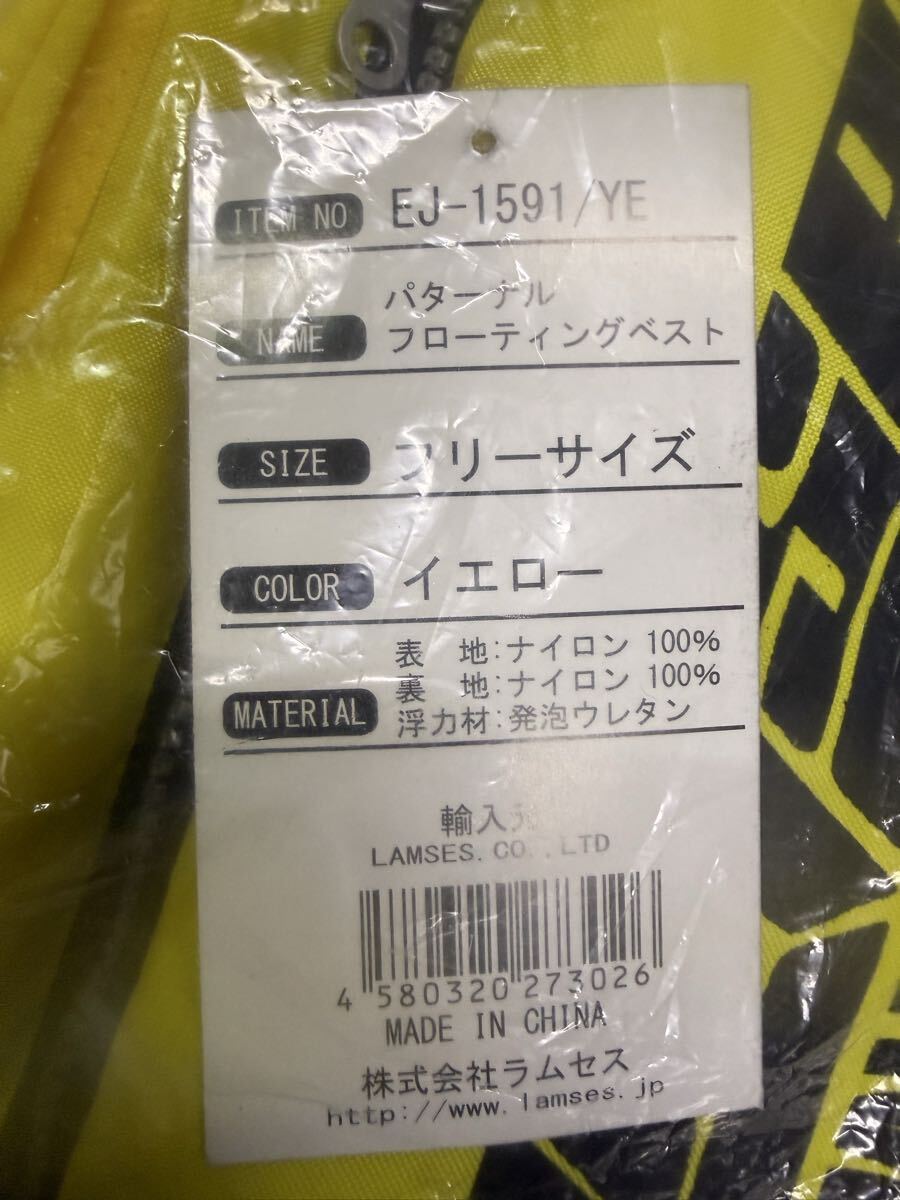 ITEM NO EJ-1591/YE
パターナル
NAME フローティングベスト
SIZE フリーサイズ
COLOR イエロー
表 地:ナイロン 100%
裏 地:ナイロン 100%
MATERIAL 浮力材:発泡ウレタン
輸入元
LAMSES.CO.,LTD
4 580320 273026
MADE IN CHINA
株式会社ラムセス
http://www.lamses.jp